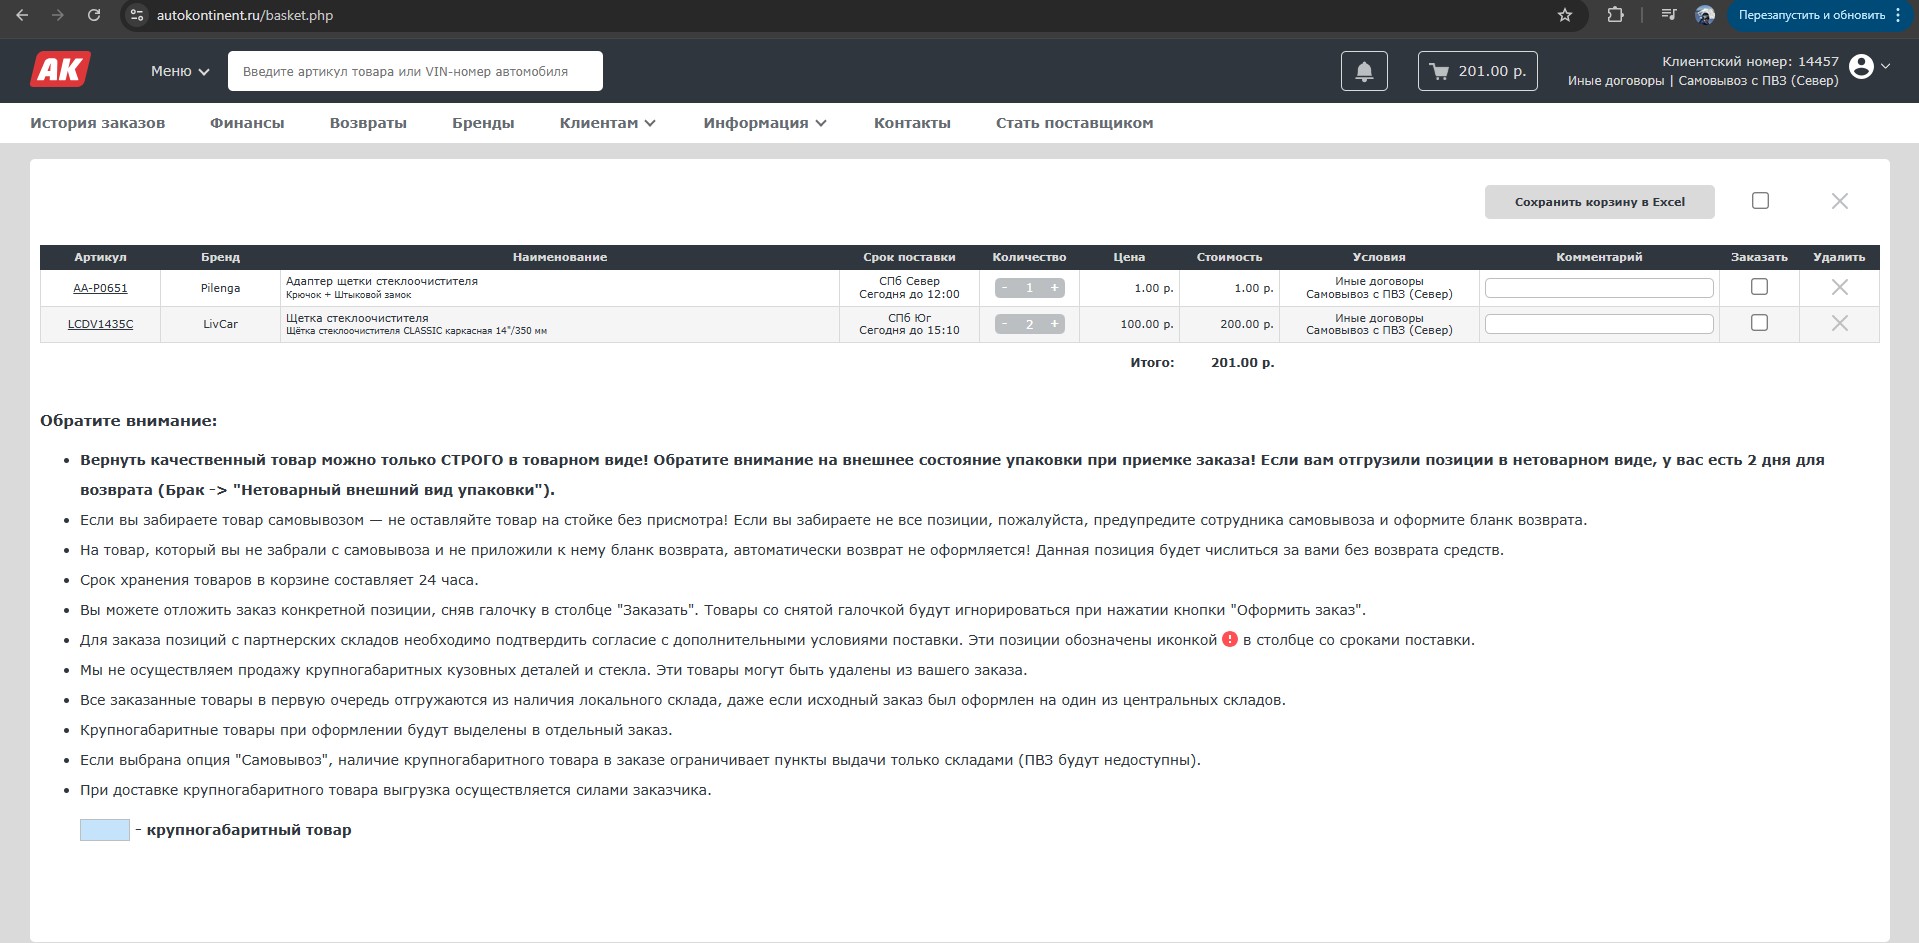 autokontinent.ru/basket.php
Перезапустить и обновить
АК
Меню
Введите артикул товара или VIN-номер автомобиля
201.00 р.
Клиентский номер: 14457
Иные договоры | Самовывоз с ПВЗ (Север)
История заказов Финансы Возвраты Бренды Клиентам Информация Контакты Стать поставщиком
Сохранить корзину в Excel
Артикул Бренд Наименование Срок поставки Количество Цена Стоимость Условия Комментарий Заказать Удалить
AA-P0651 Pilenga Адаптер щетки стеклоочистителя СПб Север - 1 + 1.00 р. 1.00 р. Иные договоры
Крючок + Штыковой замок Сегодня до 12:00 Самовывоз с ПВЗ (Север)
LCDV1435C LivCar Щетка стеклоочистителя СПб Юг - 2 + 100.00 р. 200.00 р. Иные договоры
Щётка стеклоочистителя CLASSIC каркасная 14"/350 мм Сегодня до 15:10 Самовывоз с ПВЗ (Север)
Итого: 201.00 р.
Обратите внимание:
• Вернуть качественный товар можно только СТРОГО в товарном виде! Обратите внимание на внешнее состояние упаковки при приемке заказа! Если вам отгрузили позиции в нетоварном виде, у вас есть 2 дня для
возврата (Брак -> "Нетоварный внешний вид упаковки").
• Если вы забираете товар самовывозом — не оставляйте товар на стойке без присмотра! Если вы забираете не все позиции, пожалуйста, предупредите сотрудника самовывоза и оформите бланк возврата.
• На товар, который вы не забрали с самовывоза и не приложили к нему бланк возврата, автоматически возврат не оформляется! Данная позиция будет числиться за вами без возврата средств.
• Срок хранения товаров в корзине составляет 24 часа.
• Вы можете отложить заказ конкретной позиции, сняв галочку в столбце "Заказать". Товары со снятой галочкой будут игнорироваться при нажатии кнопки "Оформить заказ".
• Для заказа позиций с партнерских складов необходимо подтвердить согласие с дополнительными условиями поставки. Эти позиции обозначены иконкой ! в столбце со сроками поставки.
• Мы не осуществляем продажу крупногабаритных кузовных деталей и стекла. Эти товары могут быть удалены из вашего заказа.
• Все заказанные товары в первую очередь отгружаются из наличия локального склада, даже если исходный заказ был оформлен на один из центральных складов.
• Крупногабаритные товары при оформлении будут выделены в отдельный заказ.
• Если выбрана опция "Самовывоз", наличие крупногабаритного товара в заказе ограничивает пункты выдачи только складами (ПВЗ будут недоступны).
• При доставке крупногабаритного товара выгрузка осуществляется силами заказчика.
- крупногабаритный товар